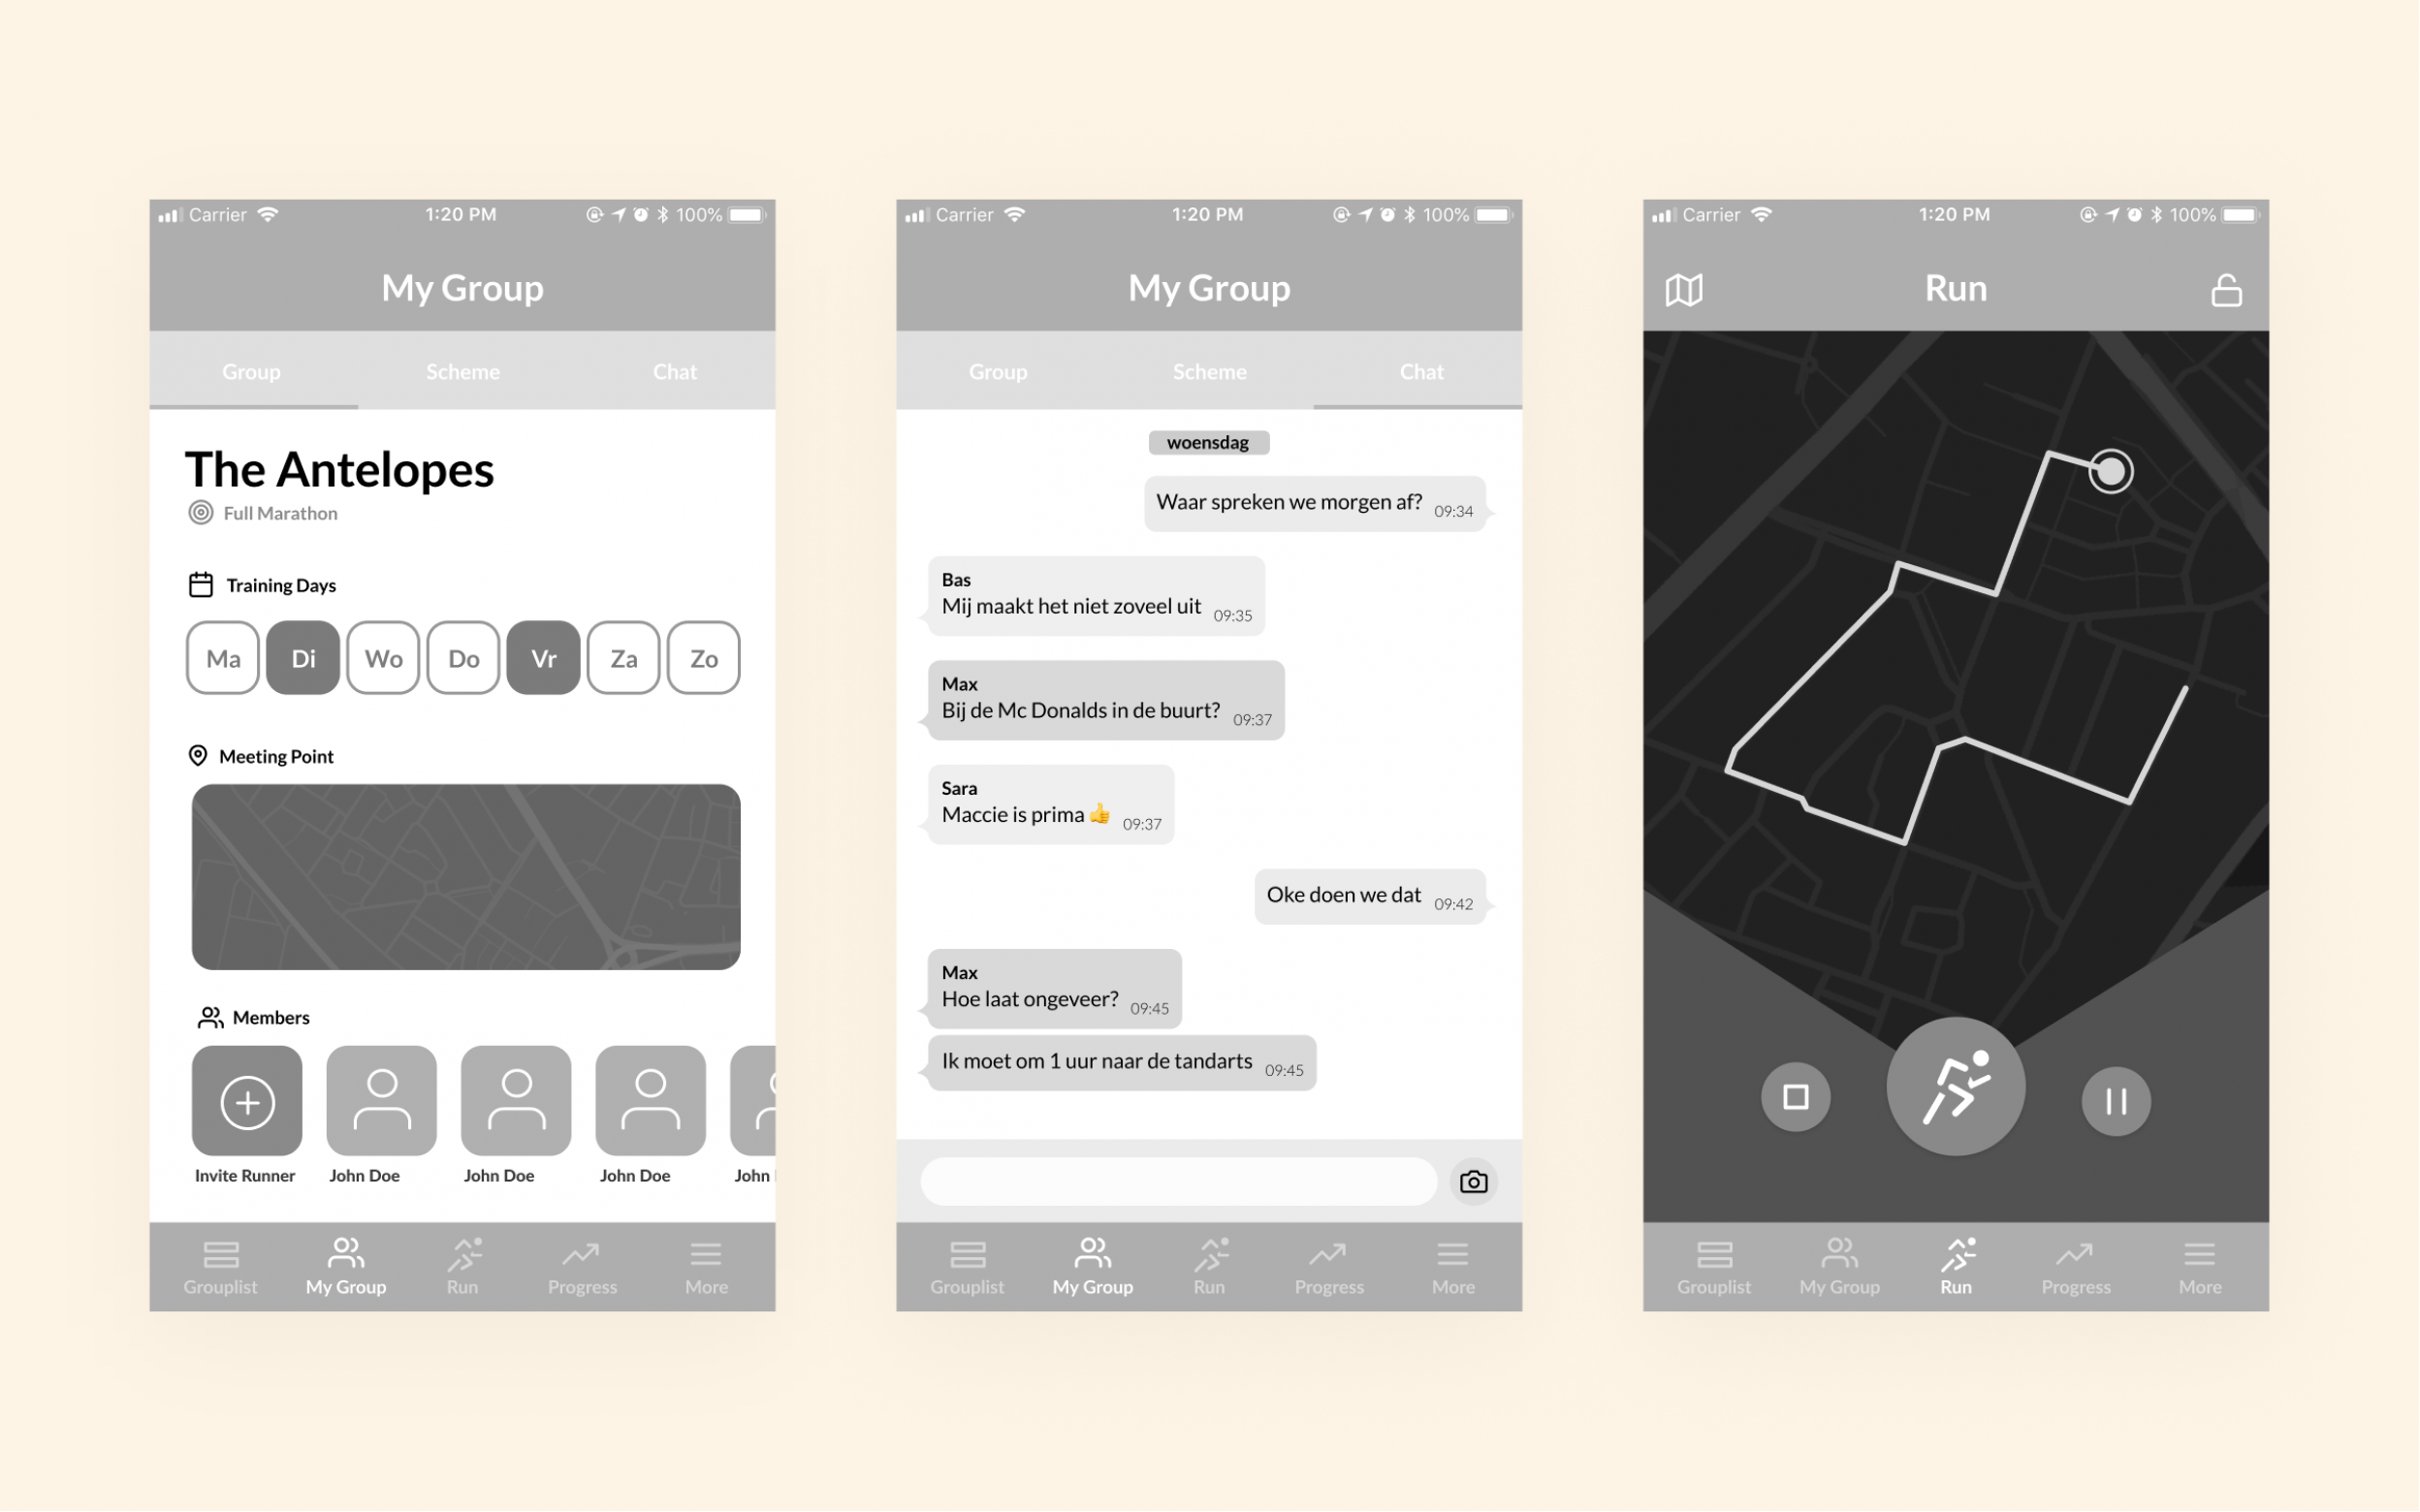 Carrier 1:20 PM 100%
My Group
Group Scheme Chat
The Antelopes
Full Marathon
Training Days
Ma Di Wo Do Vr Za Zo
Meeting Point
Members
Invite Runner John Doe John Doe John Doe John
Grouplist My Group Run Progress More
Carrier 1:20 PM 100%
My Group
Group Scheme Chat
woensdag
Waar spreken we morgen af? 09:34
Bas
Mij maakt het niet zoveel uit 09:35
Max
Bij de Mc Donalds in de buurt? 09:37
Sara
Maccie is prima 👍 09:37
Oke doen we dat 09:42
Max
Hoe laat ongeveer? 09:45
Ik moet om 1 uur naar de tandarts 09:45
Grouplist My Group Run Progress More
Carrier 1:20 PM 100%
Run
Grouplist My Group Run Progress More